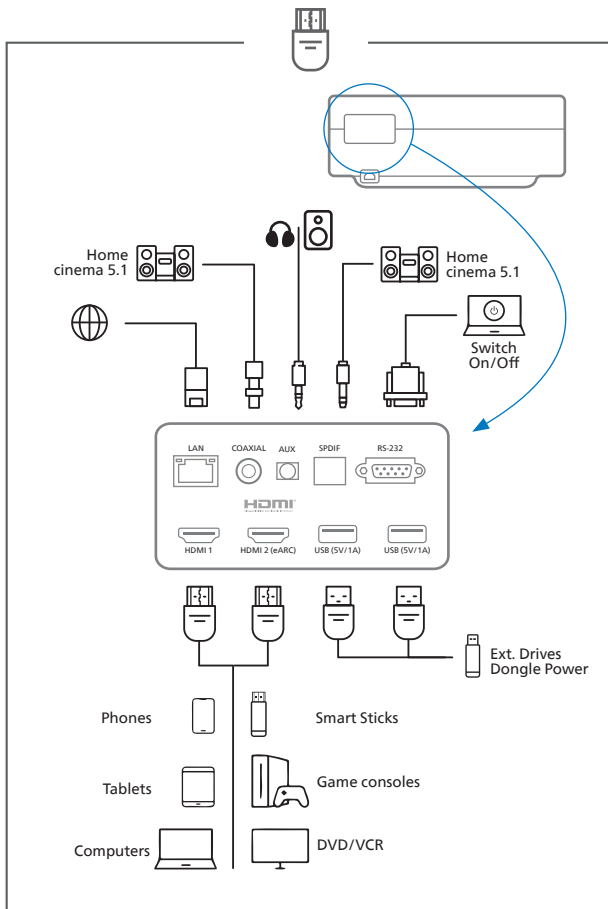 Home
cinema 5.1
Home
cinema 5.1
Switch
On/Off
LAN
COAXIAL
AUX
SPDIF
RS-232
HDMI
HDMI 1
HDMI 2 (eARC)
USB (5V/1A)
USB (5V/1A)
Ext. Drives
Dongle Power
Phones
Smart Sticks
Tablets
Game consoles
Computers
DVD/VCR